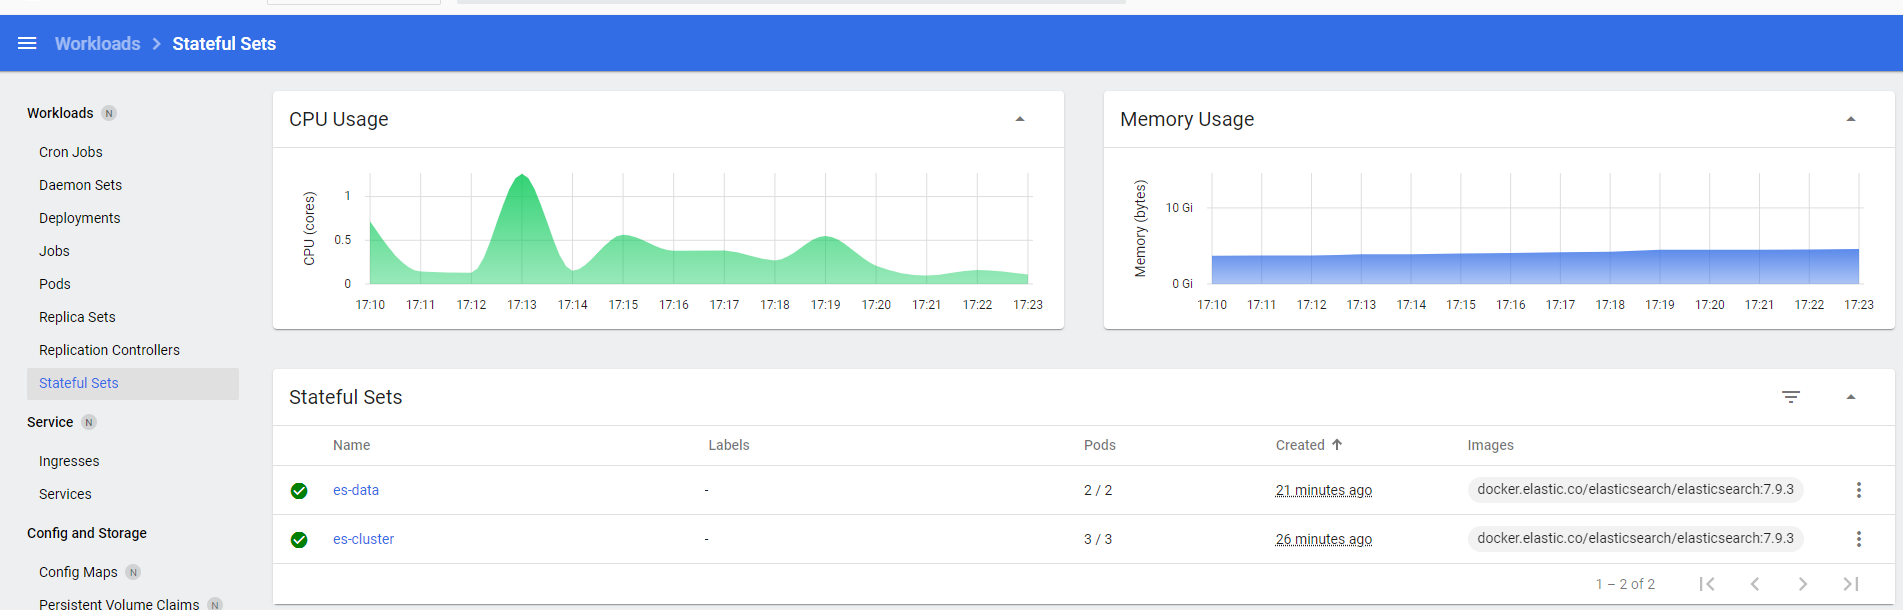 Workloads > Stateful Sets
Workloads N
Cron Jobs
Daemon Sets
Deployments
Jobs
Pods
Replica Sets
Replication Controllers
Stateful Sets
Service N
Ingresses
Services
Config and Storage
Config Maps N
Persistent Volume Claims N
CPU Usage
CPU (cores)
1
0.5
0
17:10 17:11 17:12 17:13 17:14 17:15 17:16 17:17 17:18 17:19 17:20 17:21 17:22 17:23
Memory Usage
Memory (bytes)
10 Gi
0 Gi
17:10 17:11 17:12 17:13 17:14 17:15 17:16 17:17 17:18 17:19 17:20 17:21 17:22 17:23
Stateful Sets
Name Labels Pods Created Images
es-data - 2 / 2 21 minutes ago docker.elastic.co/elasticsearch/elasticsearch:7.9.3
es-cluster - 3 / 3 26 minutes ago docker.elastic.co/elasticsearch/elasticsearch:7.9.3
1 – 2 of 2